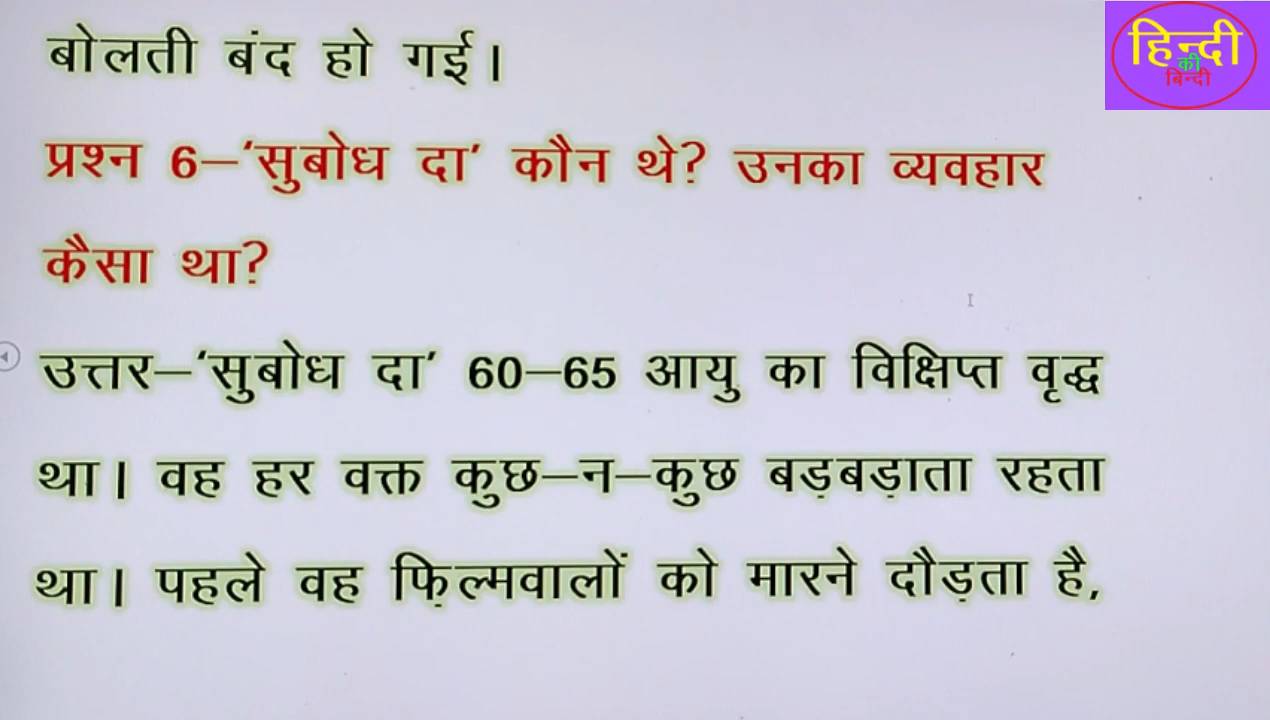 बोलती बंद हो गई।
हिन्दी
की
बिन्दी
प्रश्न 6–‘सुबोध दा’ कौन थे? उनका व्यवहार
कैसा था?
उत्तर–‘सुबोध दा’ 60–65 आयु का विक्षिप्त वृद्ध
था। वह हर वक्त कुछ–न–कुछ बड़बड़ाता रहता
था। पहले वह फ़िल्मवालों को मारने दौड़ता है,